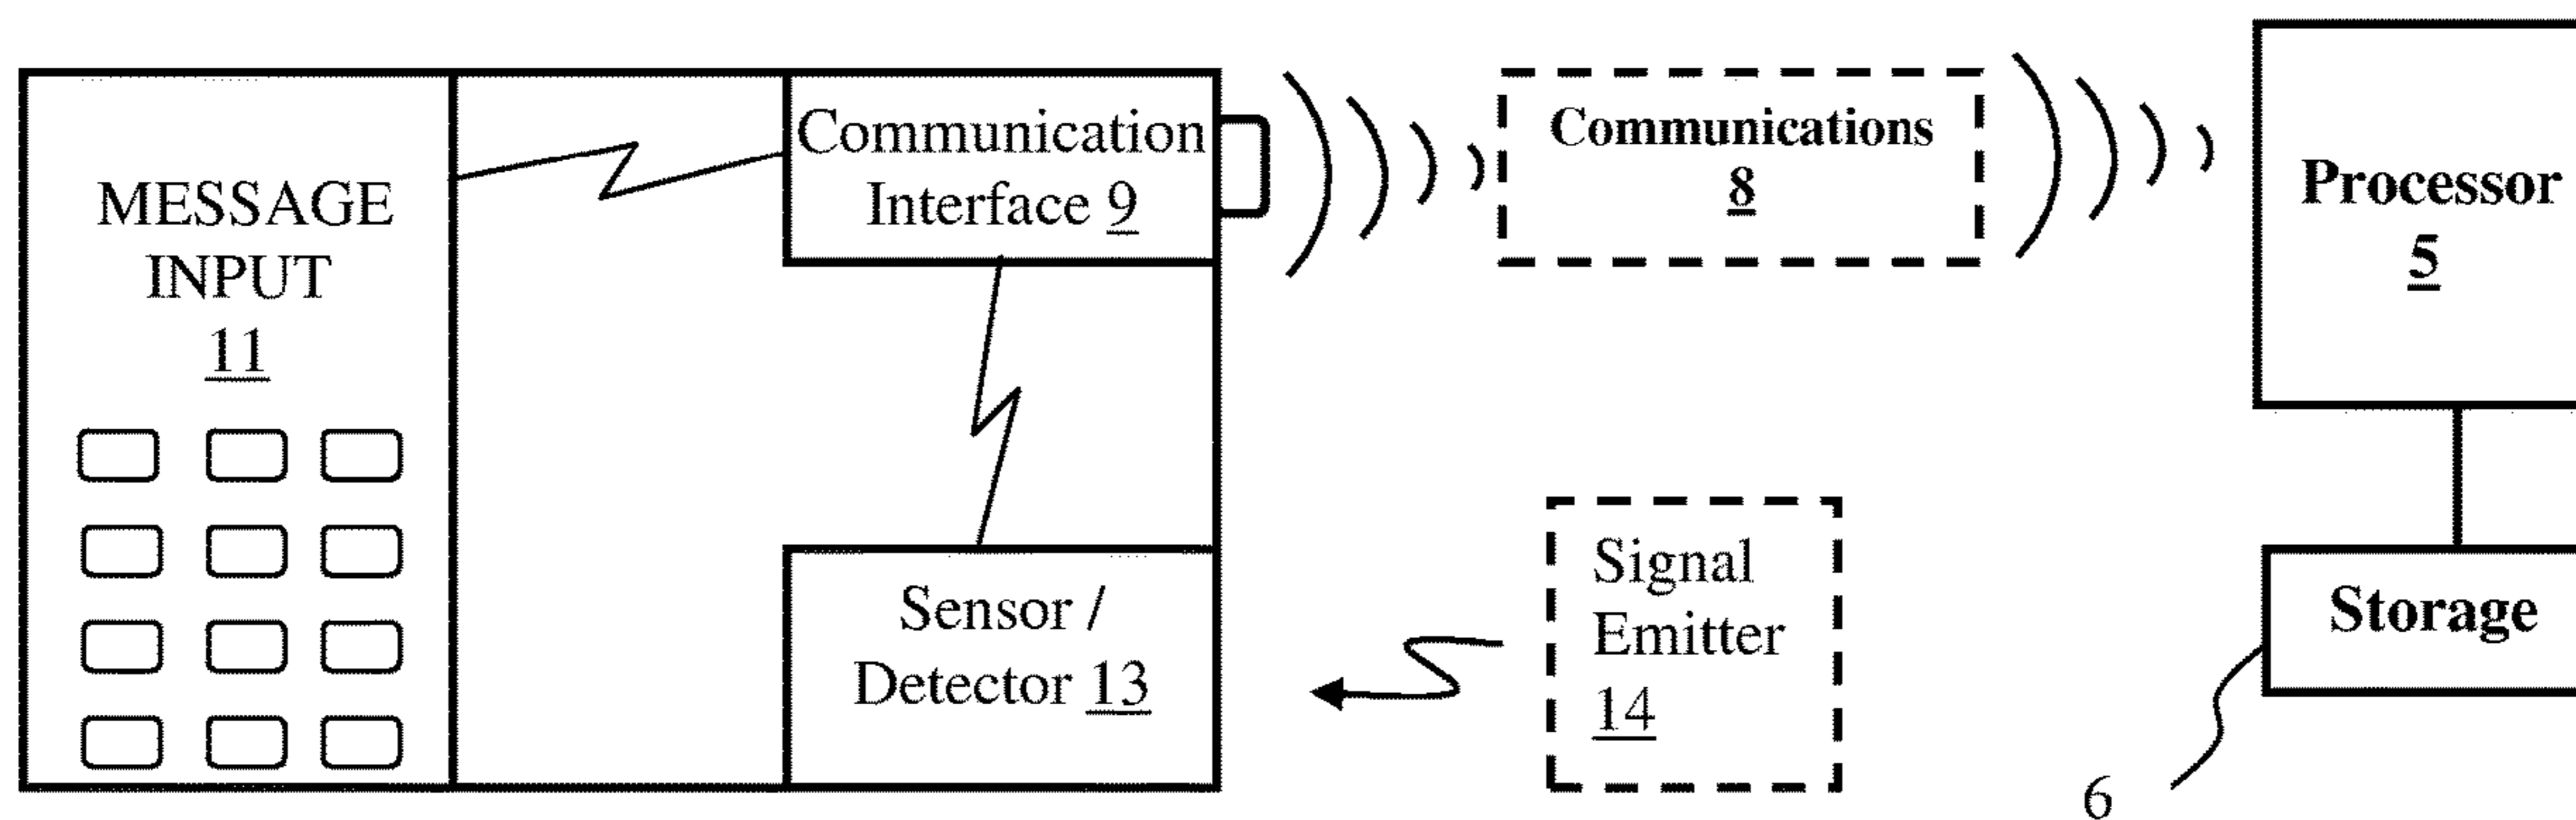 MESSAGE
INPUT
11
Communication
Interface 9
Sensor /
Detector 13
Communications
8
Signal
Emitter
14
Processor
5
Storage
6